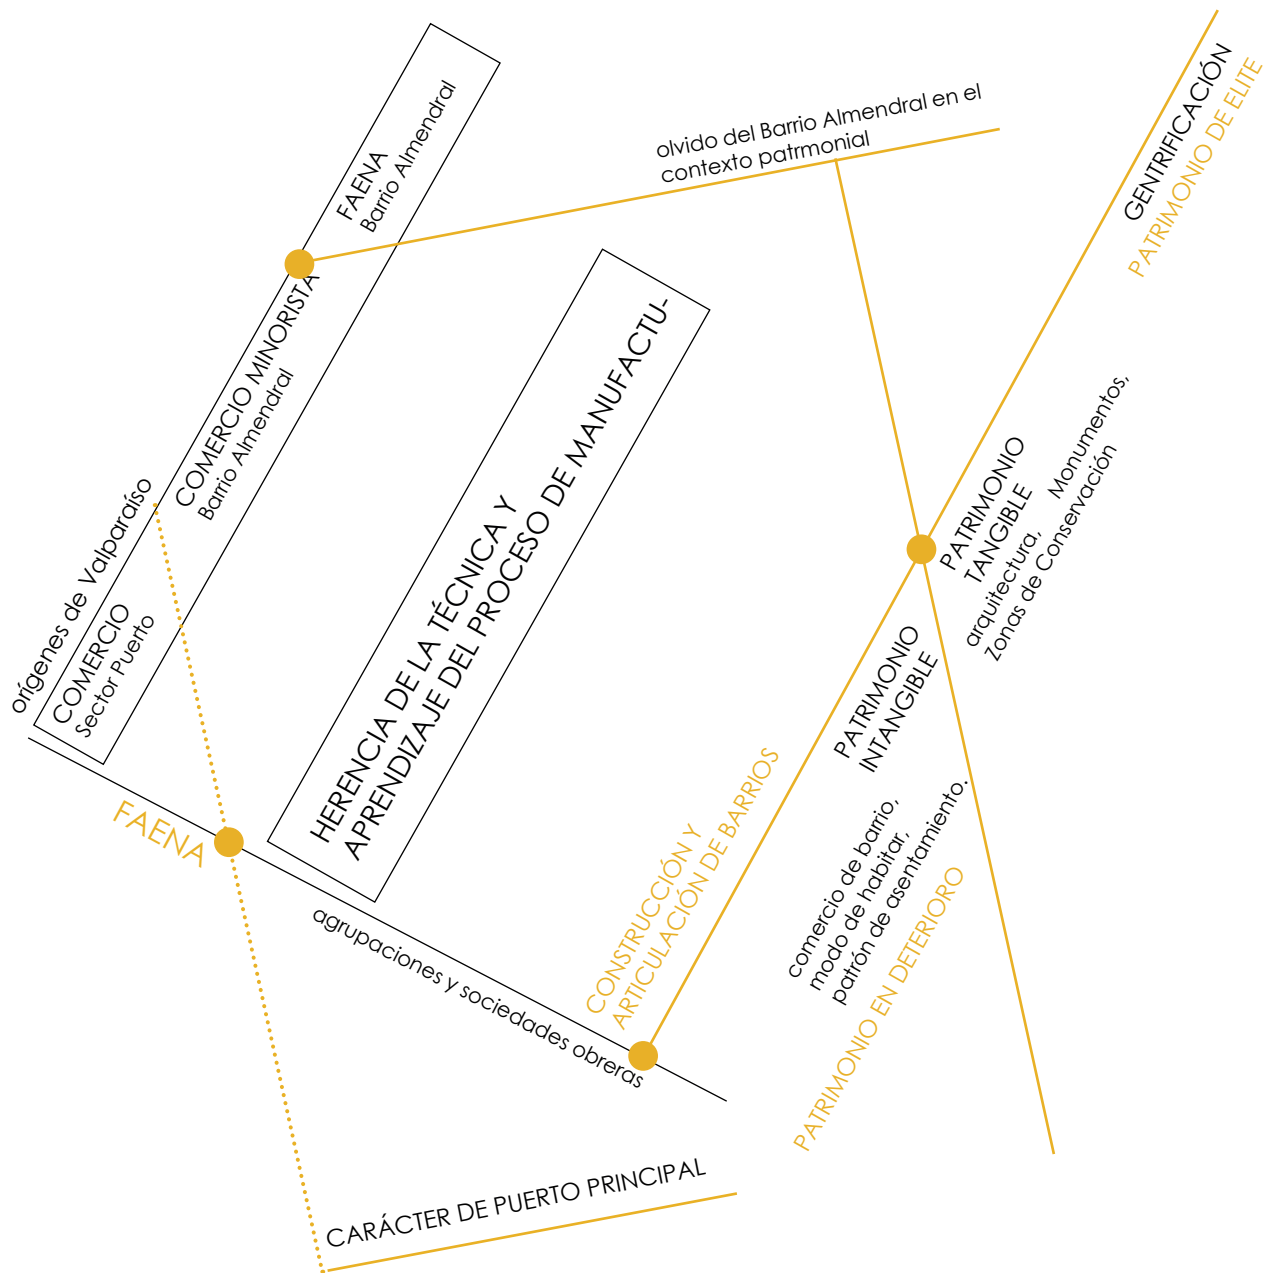 orígenes de Valparaíso
COMERCIO
Sector Puerto
COMERCIO MINORISTA
Barrio Almendral
FAENA
Barrio Almendral
olvido del Barrio Almendral en el
contexto patrmonial
GENTRIFICACIÓN
PATRIMONIO DE ELITE
HERENCIA DE LA TÉCNICA Y
APRENDIZAJE DEL PROCESO DE MANUFACTU-
PATRIMONIO
TANGIBLE
arquitectura, Monumentos,
Zonas de Conservación
PATRIMONIO
INTANGIBLE
comercio de barrio,
modo de habitar,
patrón de asentamiento.
PATRIMONIO EN DETERIORO
CONSTRUCCIÓN Y
ARTICULACIÓN DE BARRIOS
FAENA
agrupaciones y sociedades obreras
CARÁCTER DE PUERTO PRINCIPAL